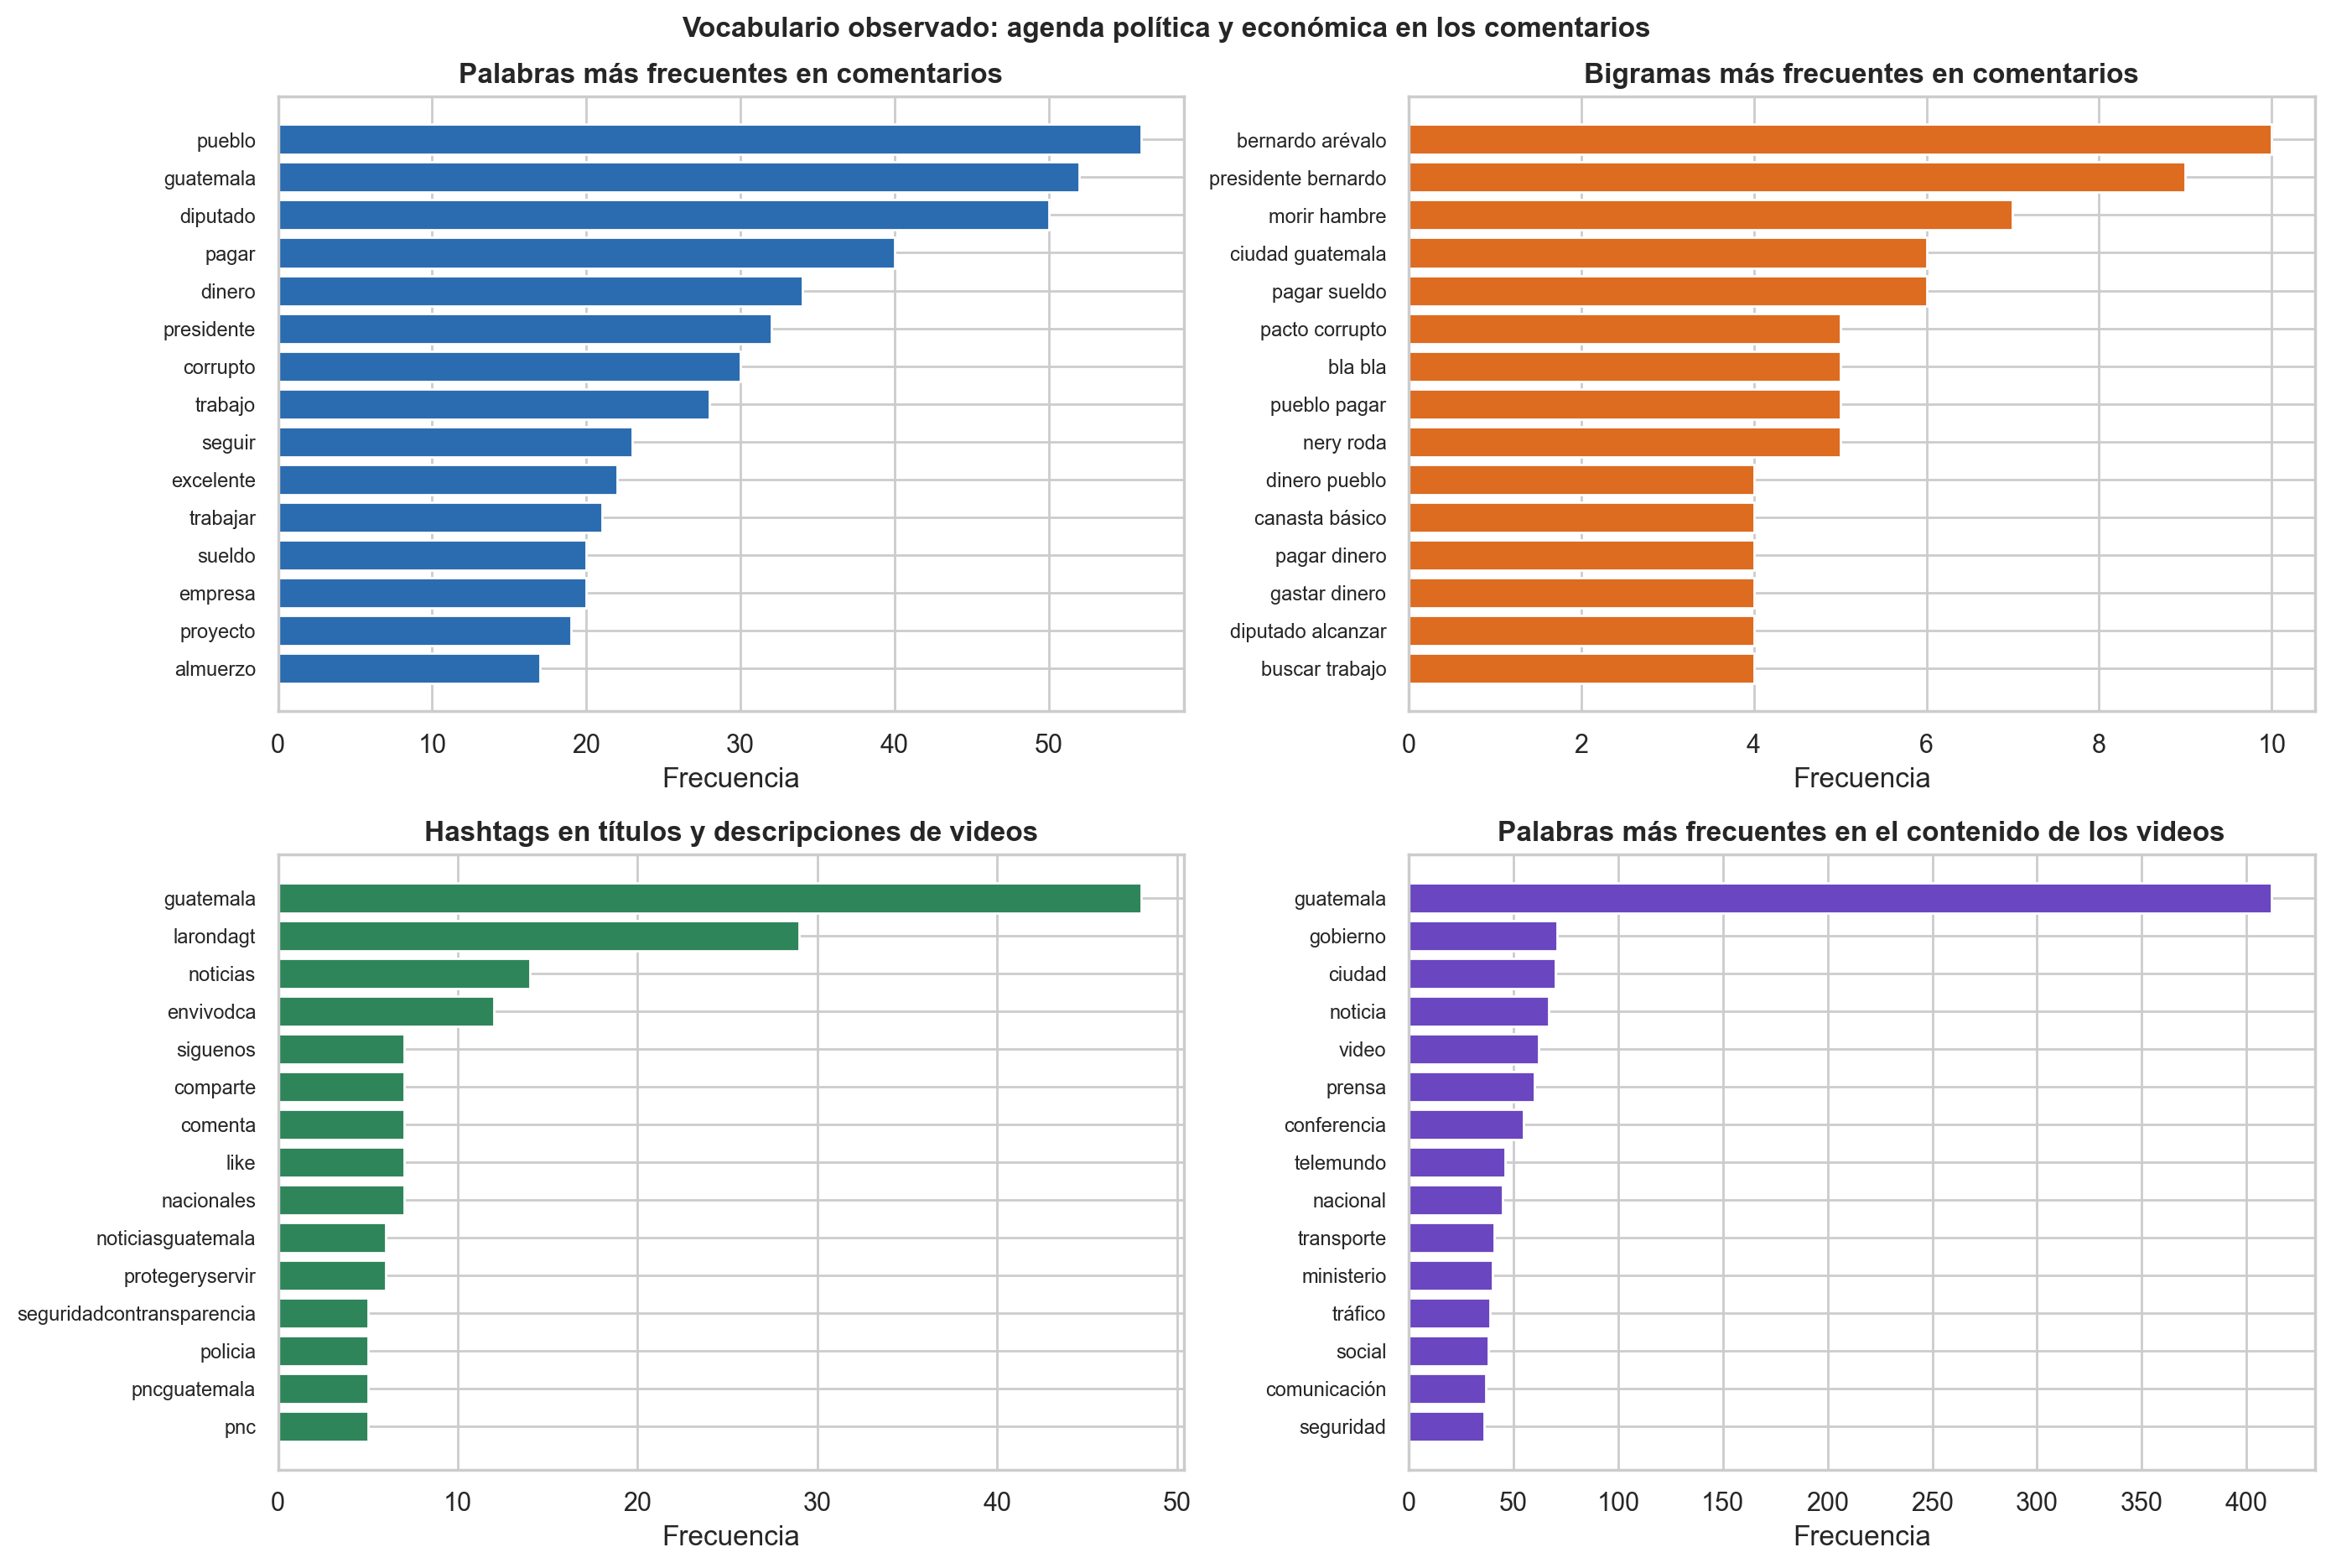 Vocabulario observado: agenda política y económica en los comentarios
Palabras más frecuentes en comentarios
pueblo
guatemala
diputado
pagar
dinero
presidente
corrupto
trabajo
seguir
excelente
trabajar
sueldo
empresa
proyecto
almuerzo
0 10 20 30 40 50
Frecuencia
Bigramas más frecuentes en comentarios
bernardo arévalo
presidente bernardo
morir hambre
ciudad guatemala
pagar sueldo
pacto corrupto
bla bla
pueblo pagar
nery roda
dinero pueblo
canasta básico
pagar dinero
gastar dinero
diputado alcanzar
buscar trabajo
0 2 4 6 8 10
Frecuencia
Hashtags en títulos y descripciones de videos
guatemala
larondagt
noticias
envivodca
siguenos
comparte
comenta
like
nacionales
noticiasguatemala
protegeryservir
seguridadcontransparencia
policia
pncguatemala
pnc
0 10 20 30 40 50
Frecuencia
Palabras más frecuentes en el contenido de los videos
guatemala
gobierno
ciudad
noticia
video
prensa
conferencia
telemundo
nacional
transporte
ministerio
tráfico
social
comunicación
seguridad
0 50 100 150 200 250 300 350 400
Frecuencia